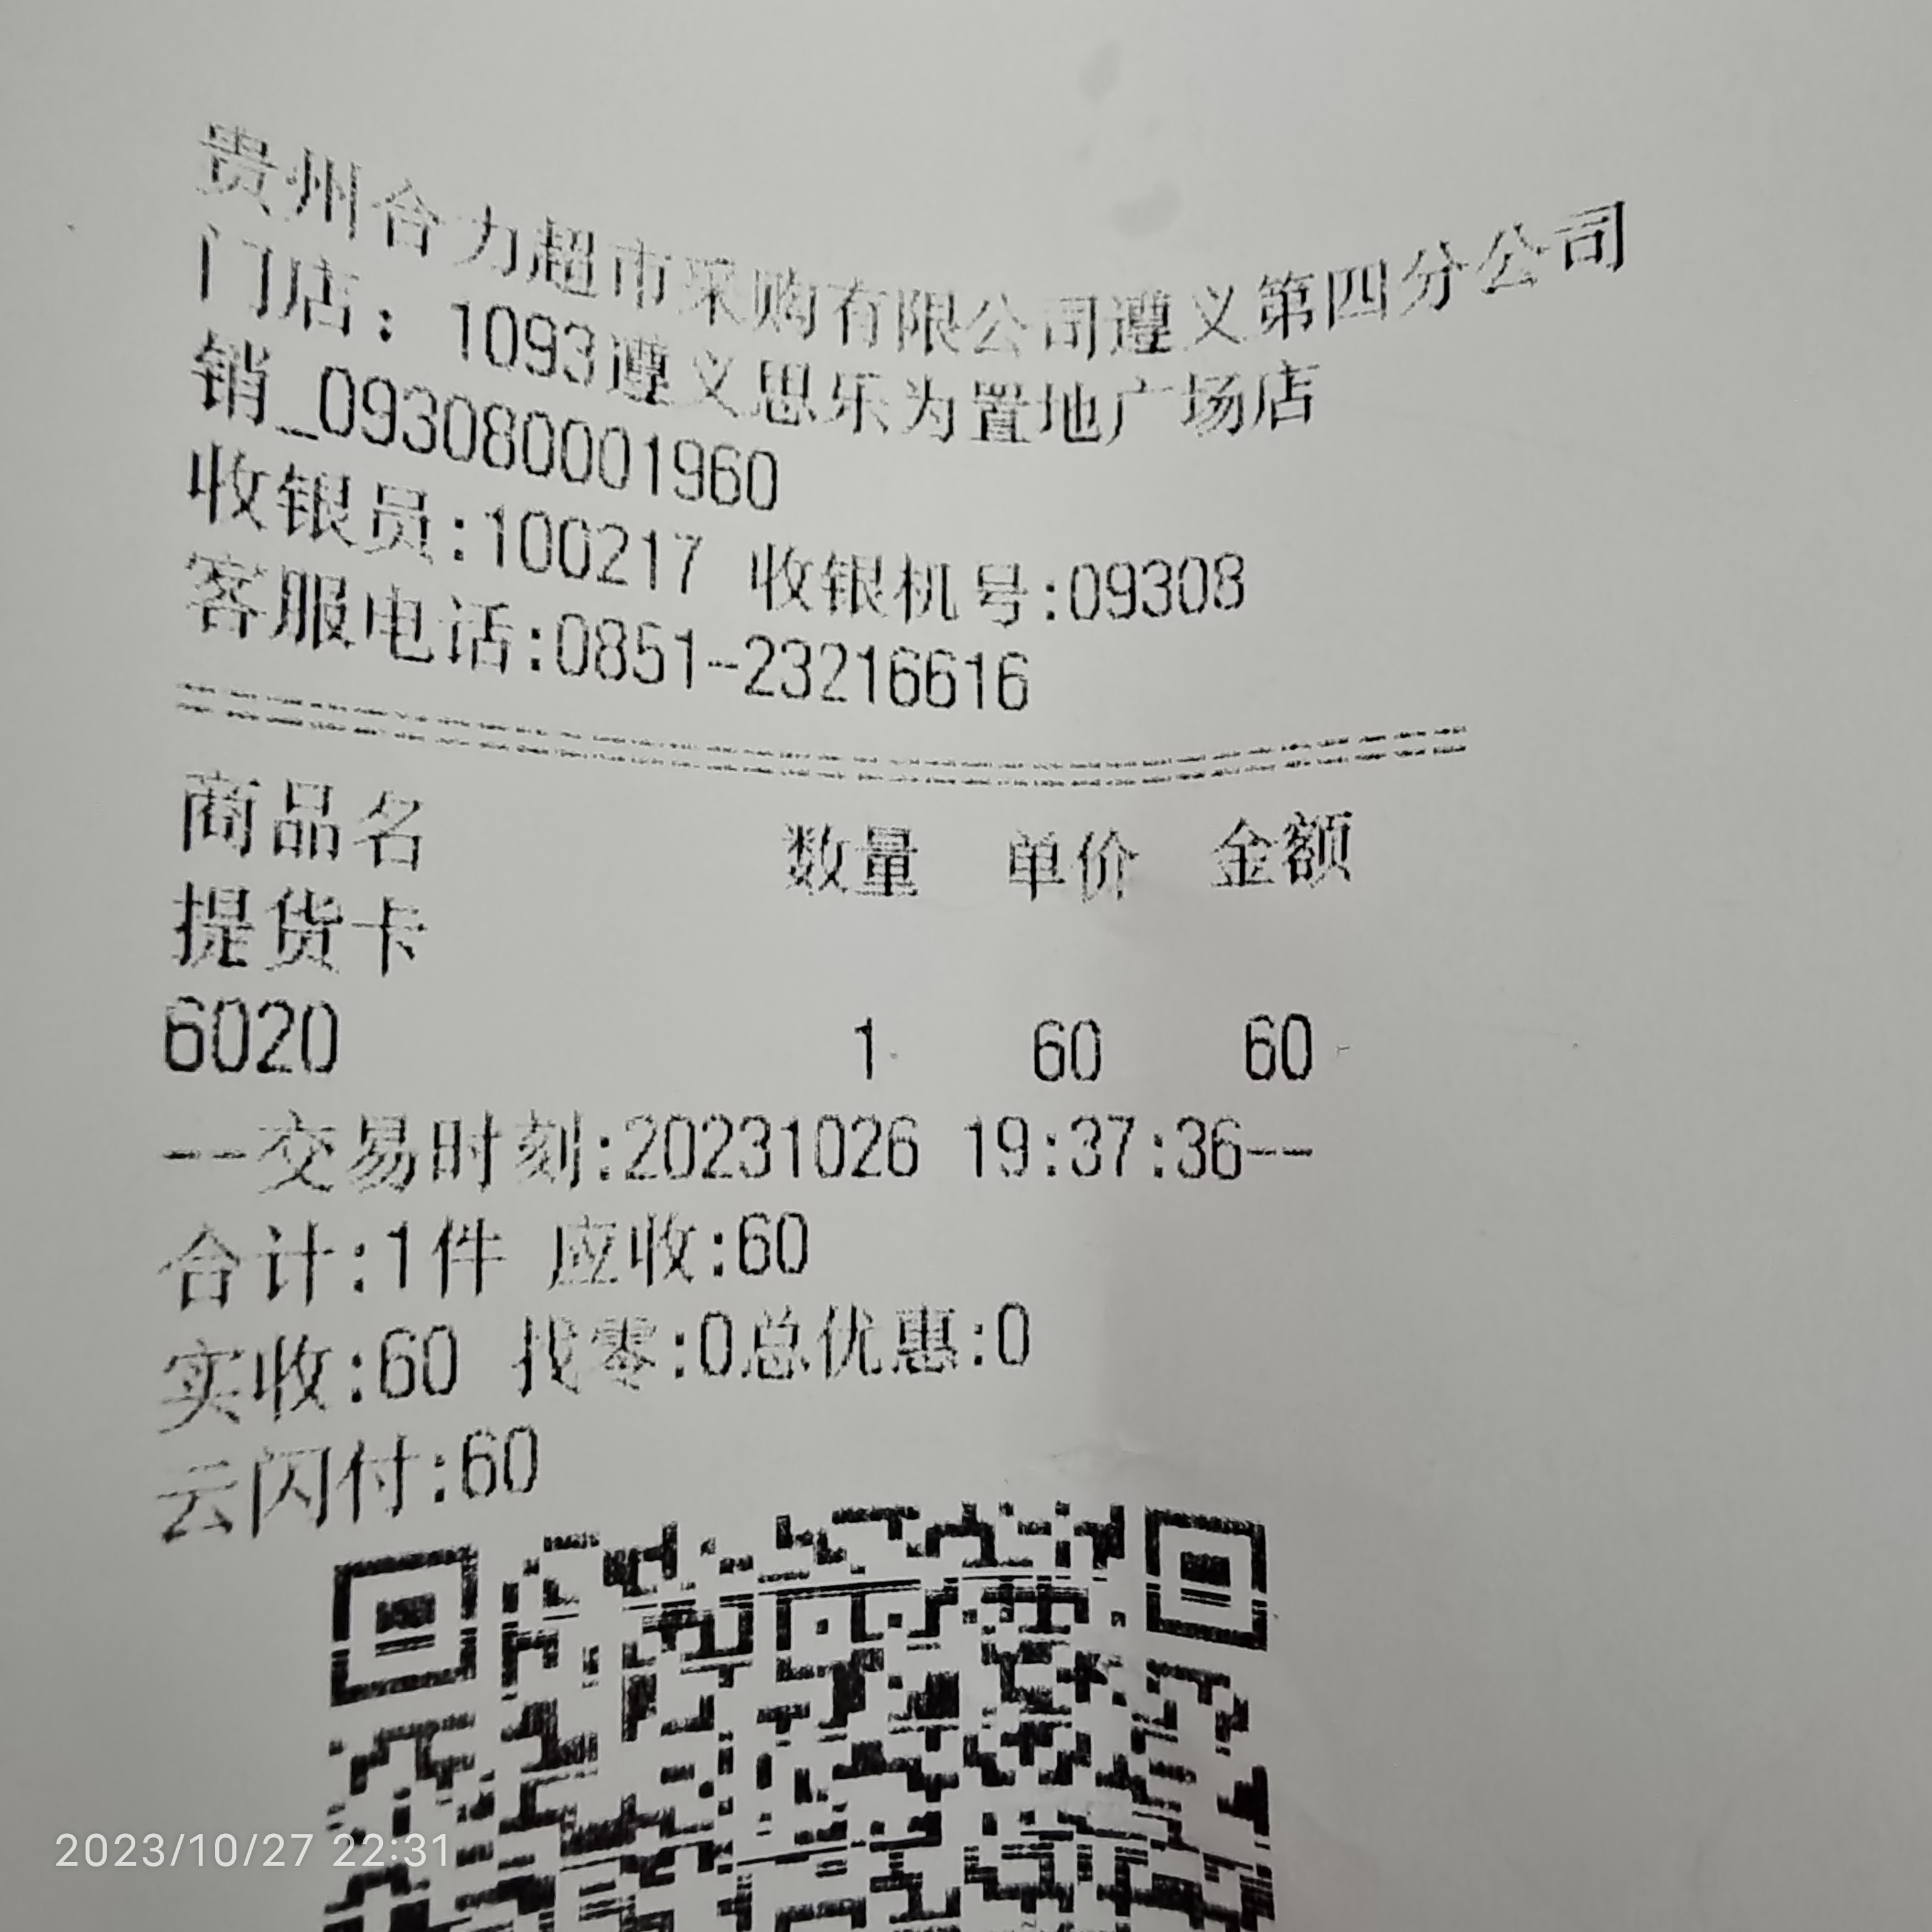 贵州合力超市采购有限公司遵义第四分公司
门店：1093遵义思乐为置地广场店
销_093080001960
收银员:100217 收银机号:09308
客服电话:0851-23216616
商品名 数量 单价 金额
提货卡
6020 1 60 60
--交易时刻:20231026 19:37:36--
合计:1件 应收:60
实收:60 找零:0总优惠:0
云闪付:60
2023/10/27 22:31